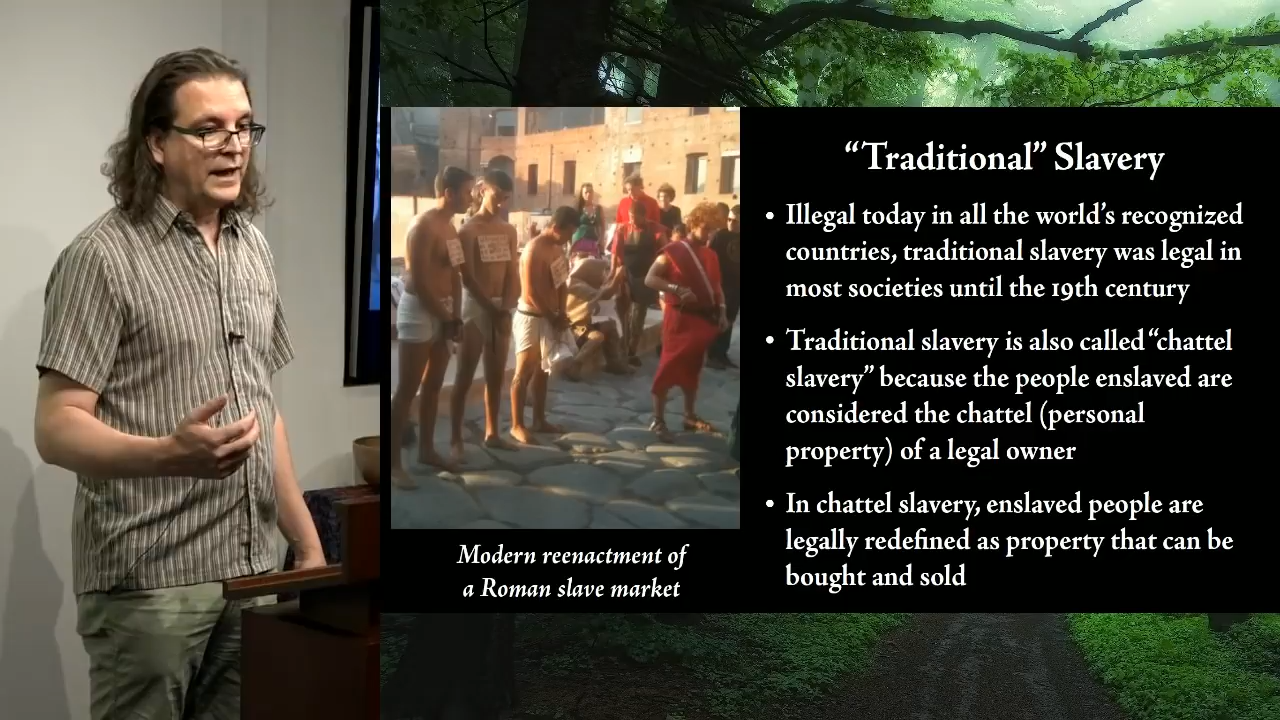 “Traditional” Slavery
• Illegal today in all the world’s recognized
countries, traditional slavery was legal in
most societies until the 19th century
• Traditional slavery is also called “chattel
slavery” because the people enslaved are
considered the chattel (personal
property) of a legal owner
• In chattel slavery, enslaved people are
legally redefined as property that can be
bought and sold
Modern reenactment of
a Roman slave market